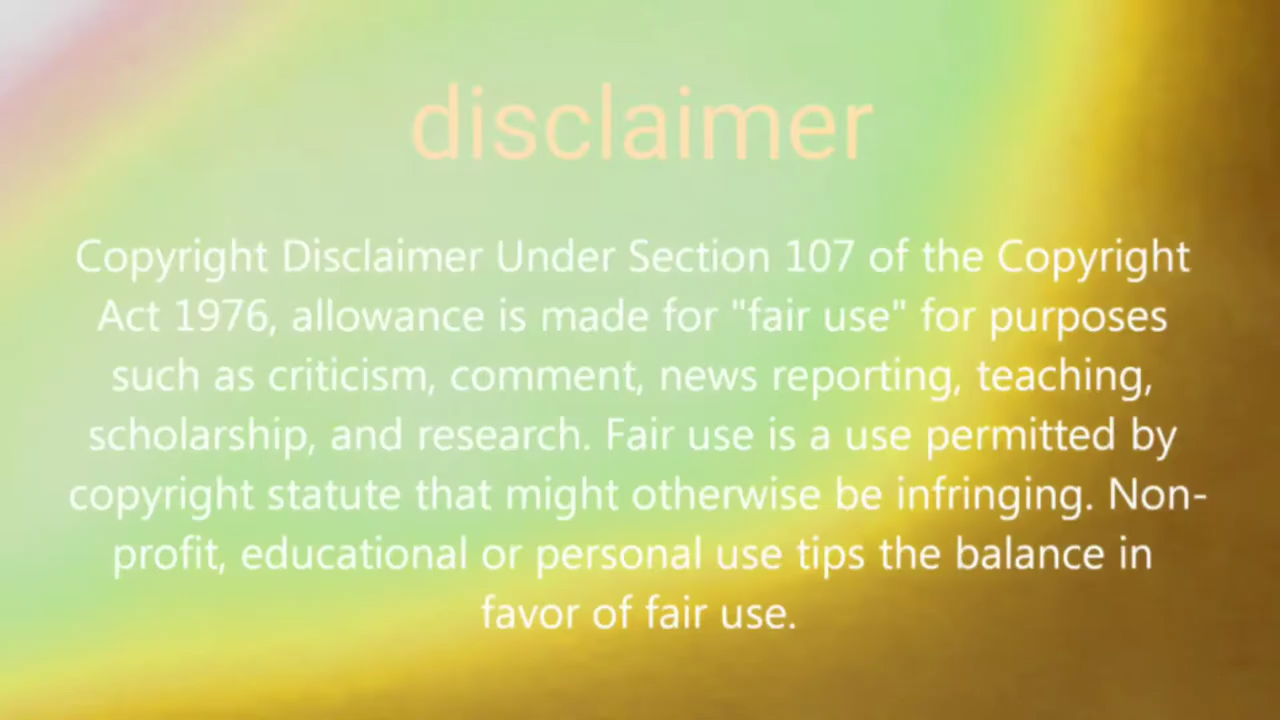 disclaimer
Copyright Disclaimer Under Section 107 of the Copyright
Act 1976, allowance is made for "fair use" for purposes
such as criticism, comment, news reporting, teaching,
scholarship, and research. Fair use is a use permitted by
copyright statute that might otherwise be infringing. Non-
profit, educational or personal use tips the balance in
favor of fair use.